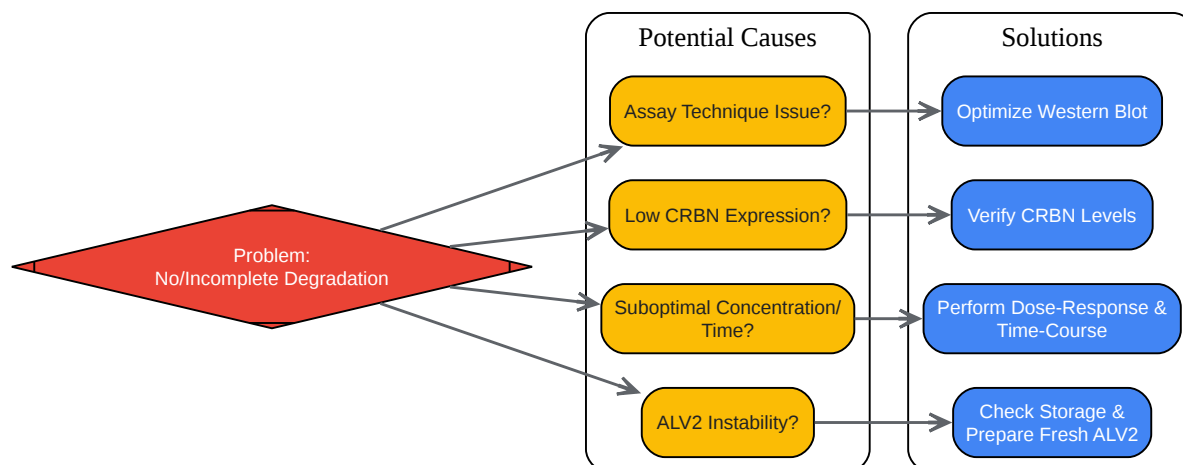 Problem:
No/Incomplete Degradation
Potential Causes
Assay Technique Issue?
Low CRBN Expression?
Suboptimal Concentration/
Time?
ALV2 Instability?
Solutions
Optimize Western Blot
Verify CRBN Levels
Perform Dose-Response &
Time-Course
Check Storage &
Prepare Fresh ALV2